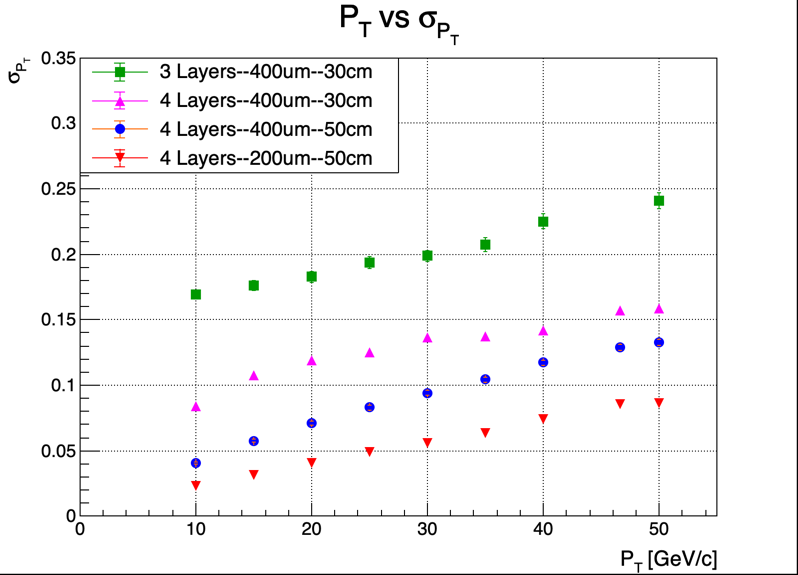 P_T vs σ_{P_T}
σ_{P_T}
3 Layers--400um--30cm
4 Layers--400um--30cm
4 Layers--400um--50cm
4 Layers--200um--50cm
0.35
0.3
0.25
0.2
0.15
0.1
0.05
0
0 10 20 30 40 50
P_T [GeV/c]